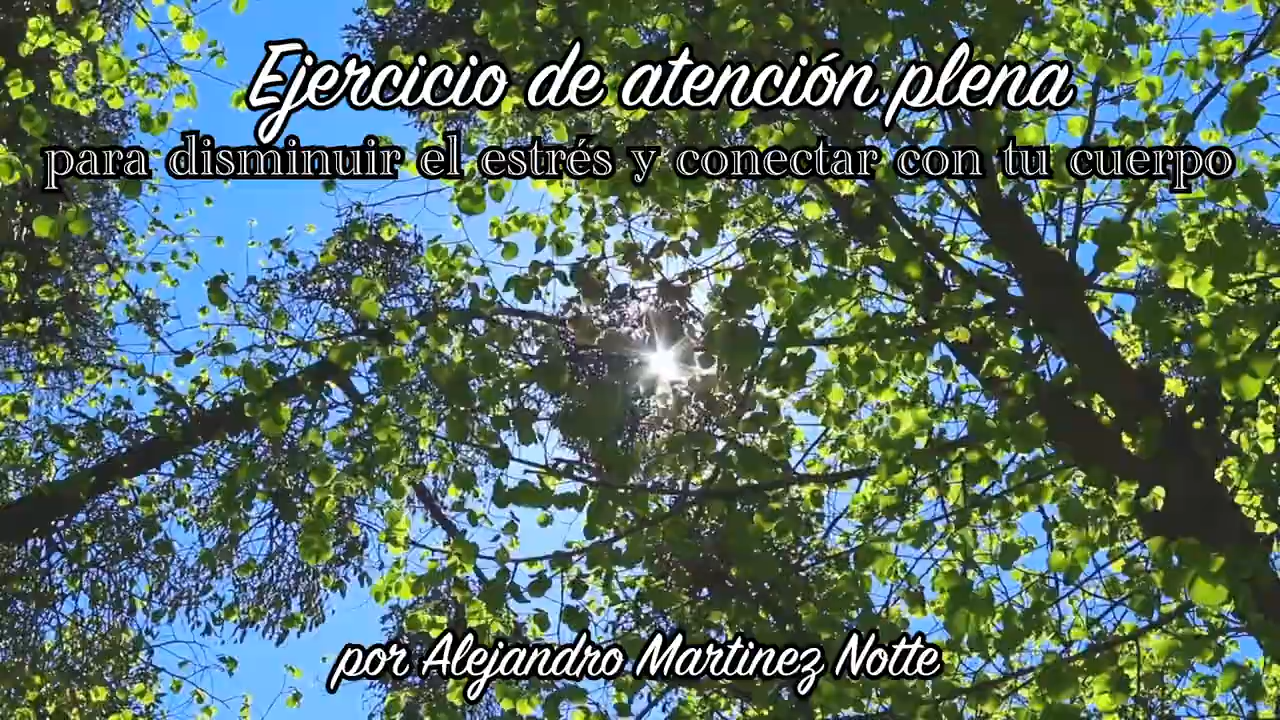 Ejercicio de atención plena
para disminuir el estrés y conectar con tu cuerpo
por Alejandro Martinez Notte